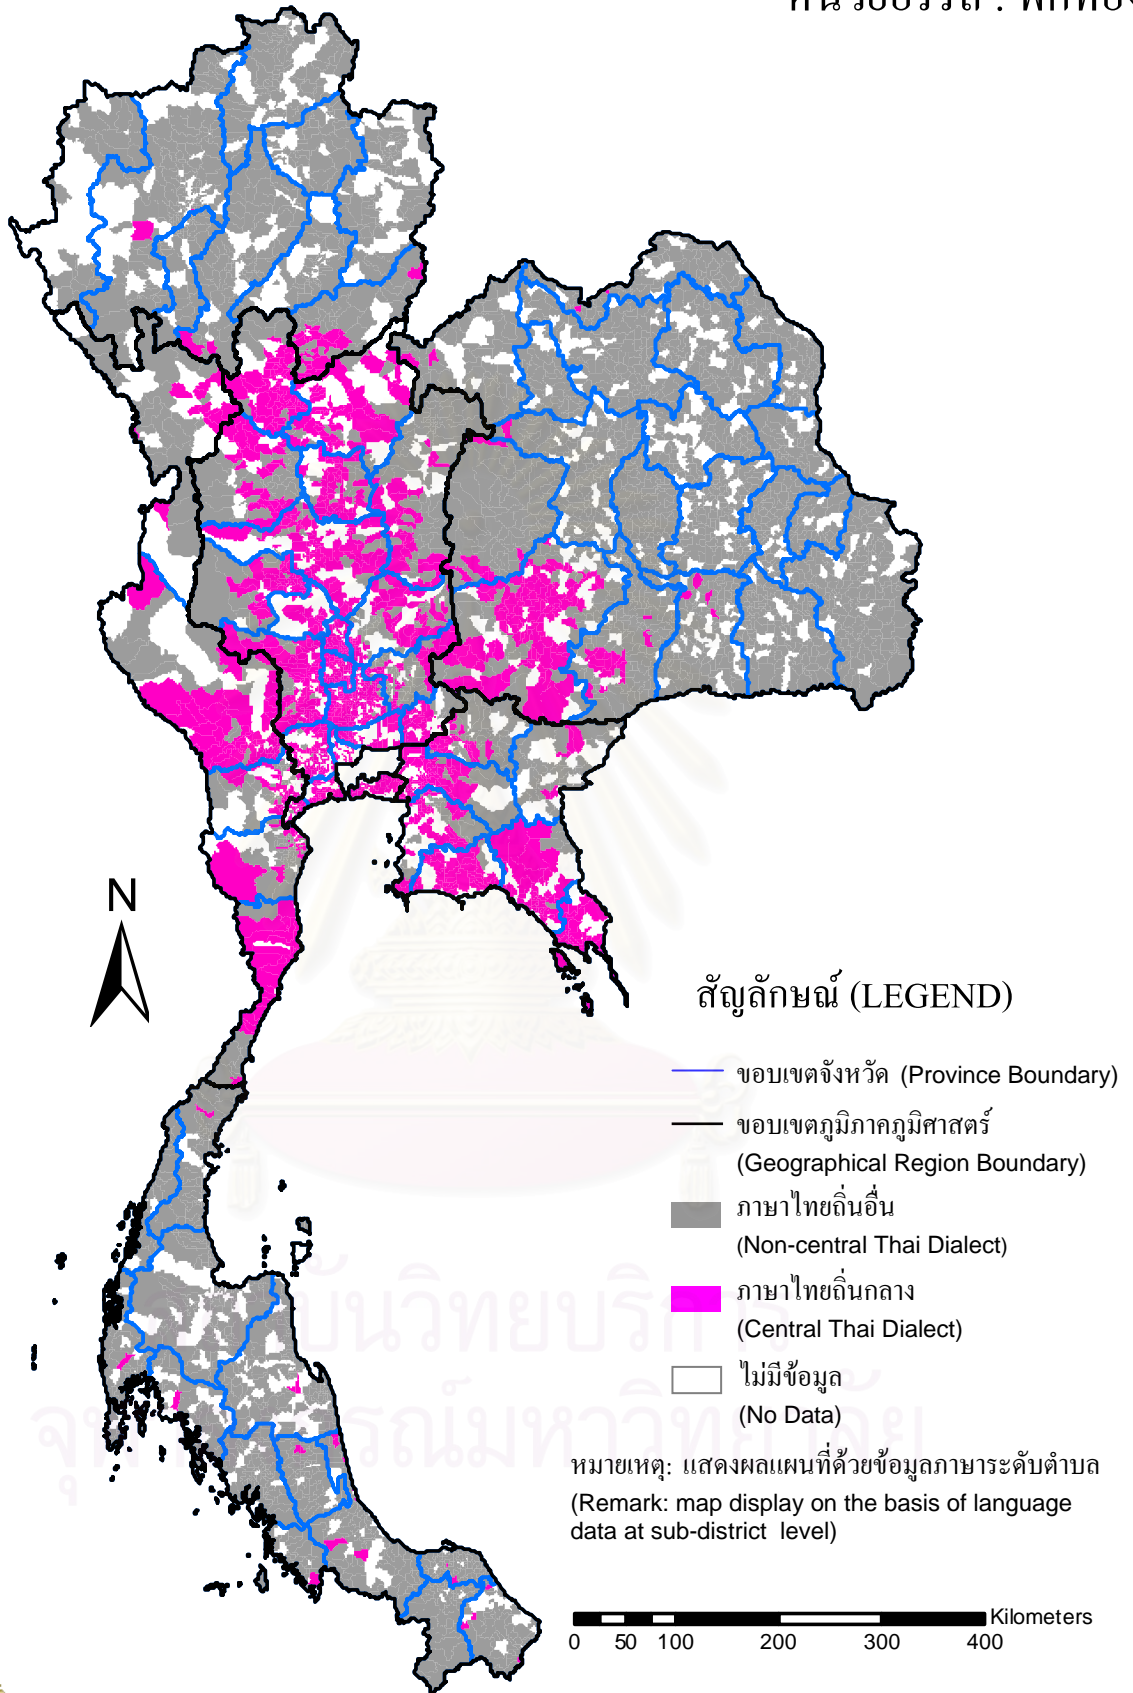 N
สัญลักษณ์ (LEGEND)
ขอบเขตจังหวัด (Province Boundary)
ขอบเขตภูมิภาคภูมิศาสตร์
(Geographical Region Boundary)
ภาษาไทยถิ่นอื่น
(Non-central Thai Dialect)
ภาษาไทยถิ่นกลาง
(Central Thai Dialect)
ไม่มีข้อมูล
(No Data)
หมายเหตุ: แสดงผลแผนที่ด้วยข้อมูลภาษาระดับตำบล
(Remark: map display on the basis of language
data at sub-district level)
Kilometers
0 50 100 200 300 400